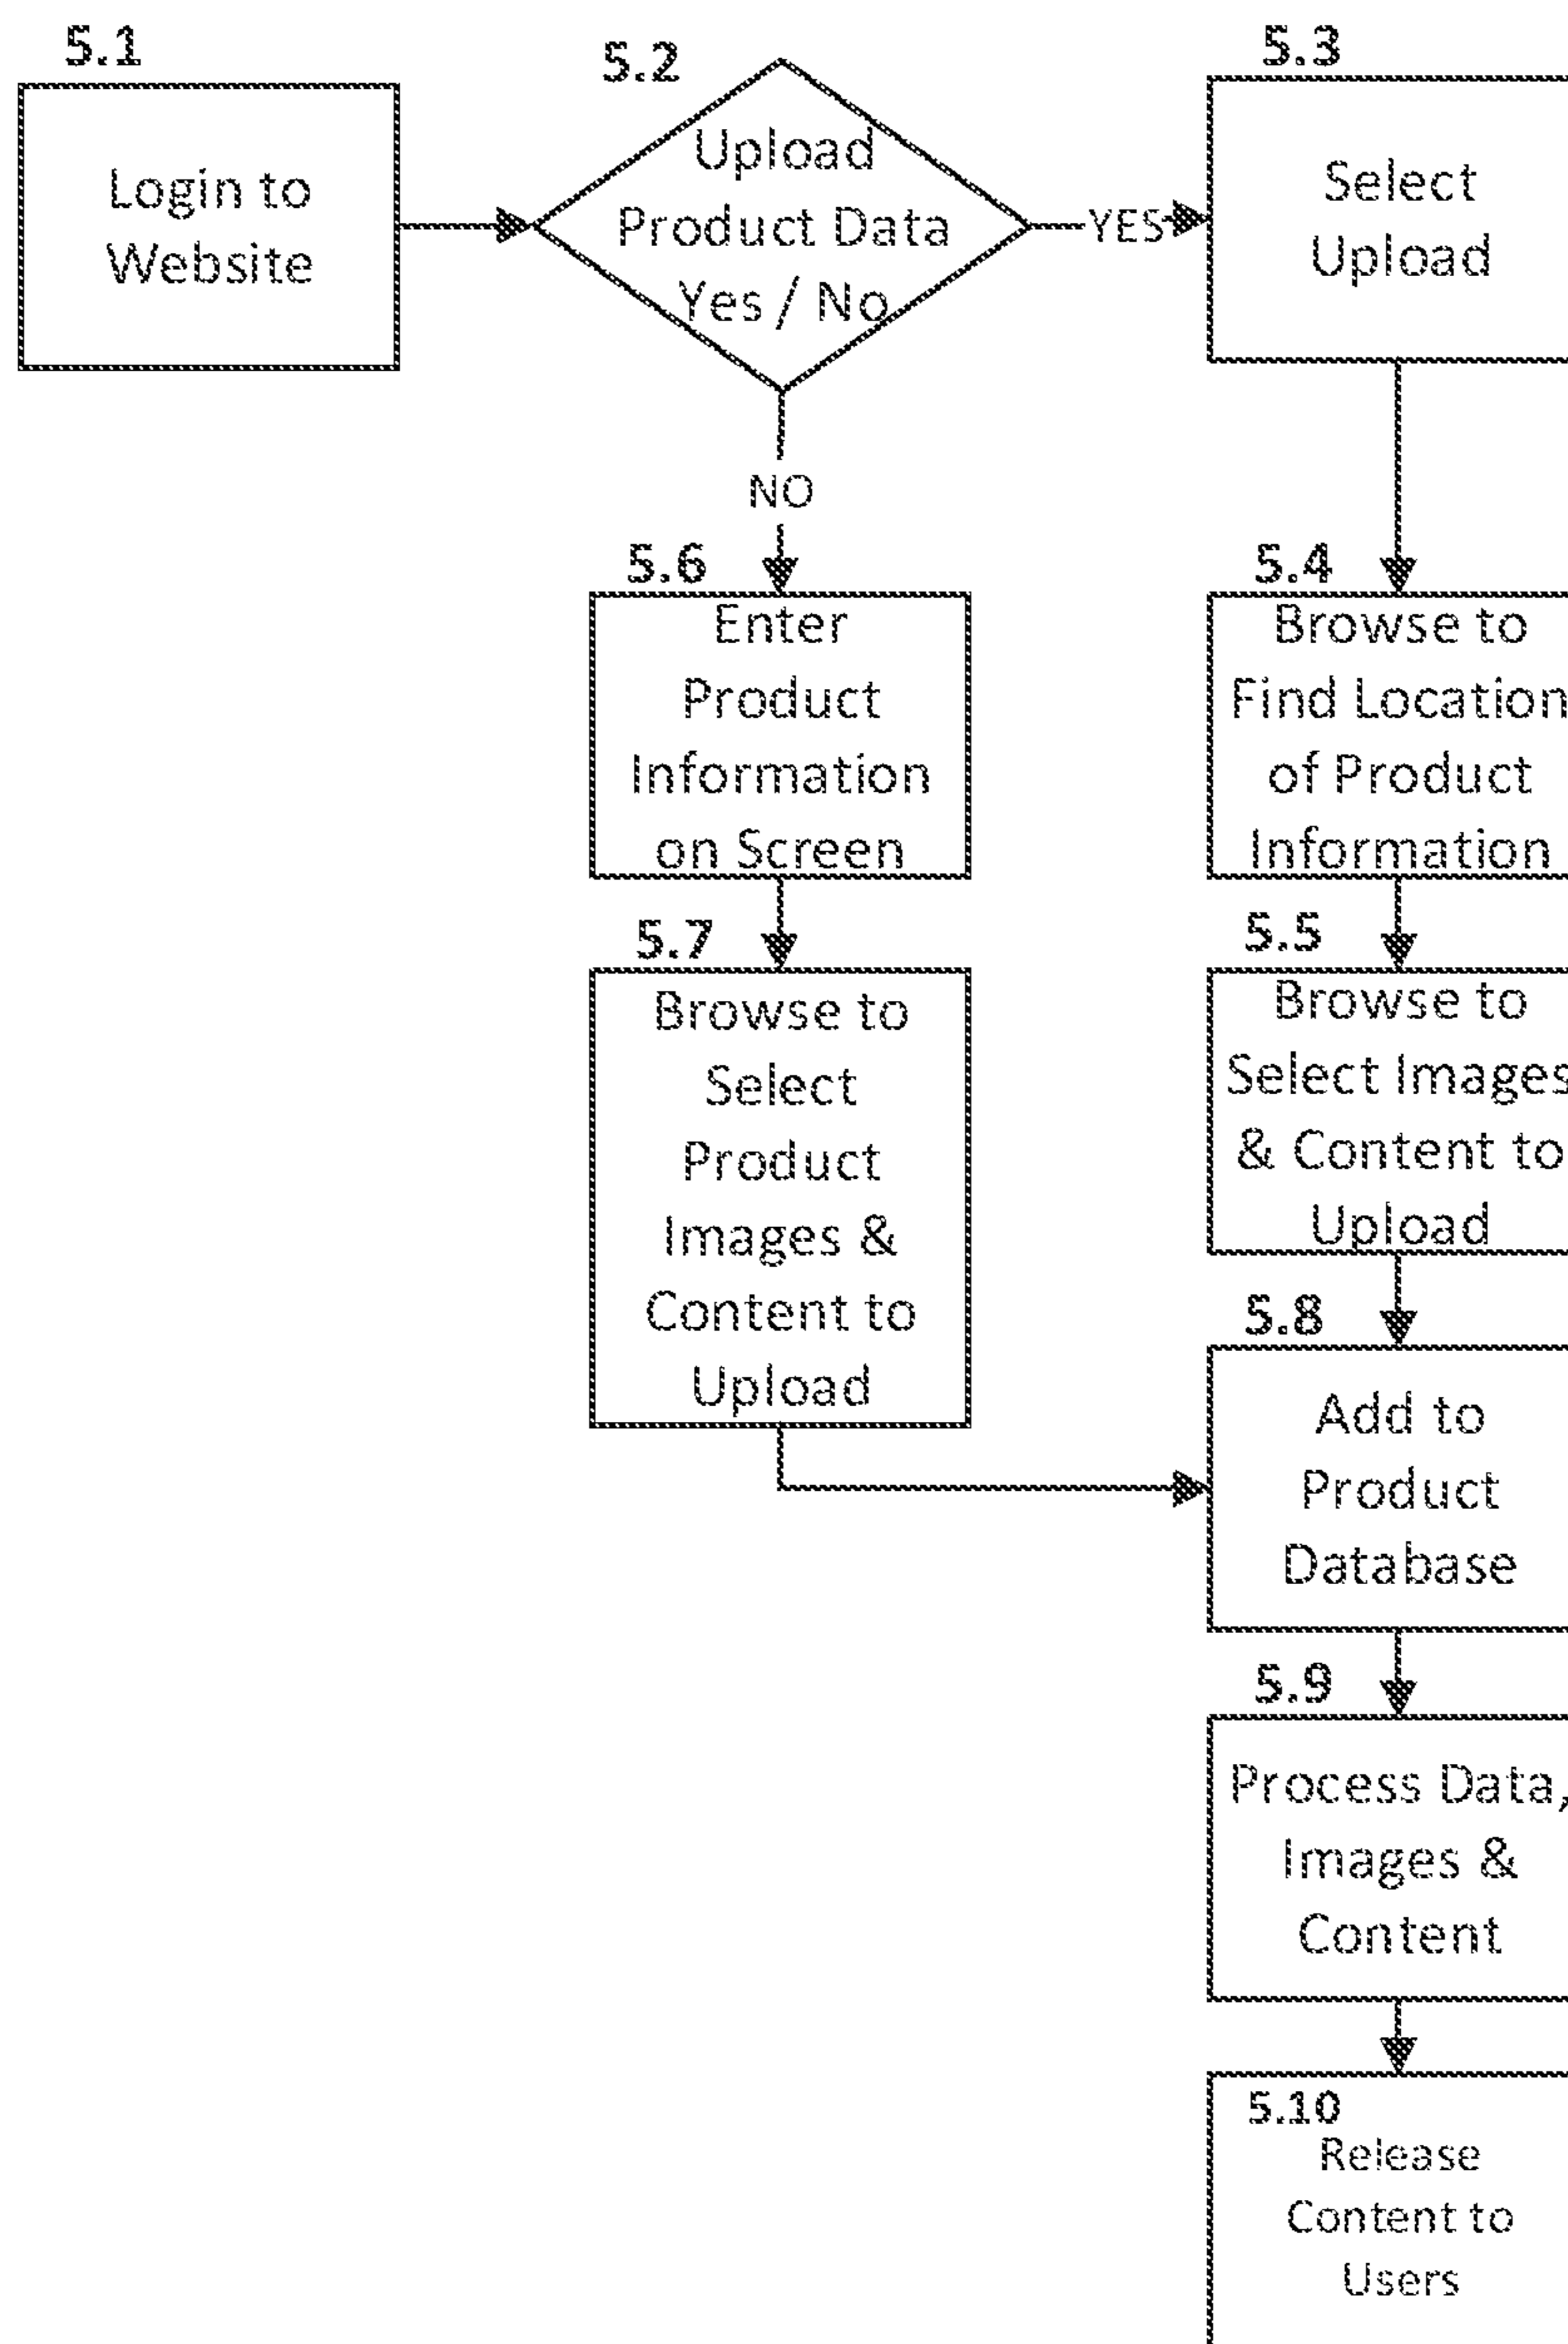 5.1
Login to
Website
5.2
Upload
Product Data
Yes / No
YES
5.3
Select
Upload
NO
5.6
Enter
Product
Information
on Screen
5.4
Browse to
Find Location
of Product
Information
5.7
Browse to
Select
Product
Images &
Content to
Upload
5.5
Browse to
Select Images
& Content to
Upload
5.8
Add to
Product
Database
5.9
Process Data,
Images &
Content
5.10
Release
Content to
Users